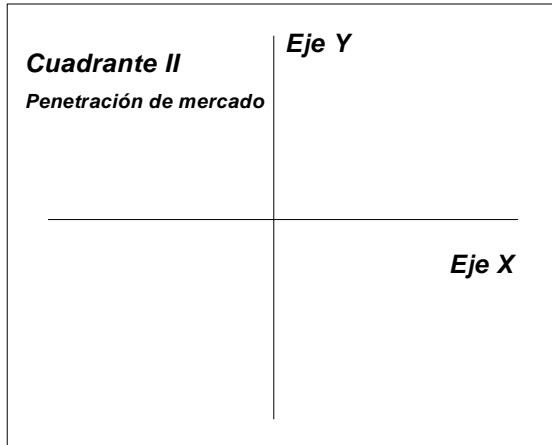 Eje Y
Cuadrante II
Penetración de mercado
Eje X